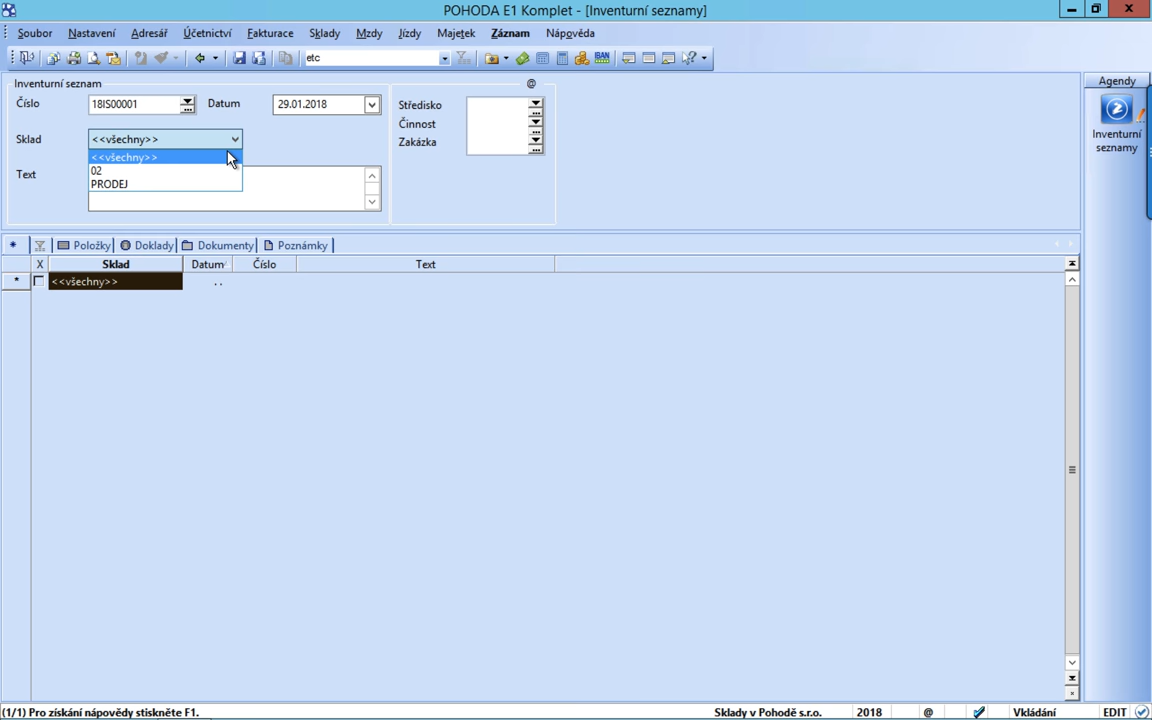 POHODA E1 Komplet - [Inventurní seznamy]
Soubor Nastavení Adresář Účetnictví Fakturace Sklady Mzdy Jízdy Majetek Záznam Nápověda
etc BAN
Inventurní seznam @ Agendy
Číslo 18IS00001 Datum 29.01.2018 Středisko
Činnost
Sklad <<všechny>> Zakázka
Inventurní
seznamy
<<všechny>>
02
Text
PRODEJ
* Položky Doklady Dokumenty Poznámky
X Sklad Datum Číslo Text
* <<všechny>> . .
(1/1) Pro získání nápovědy stiskněte F1. Sklady v Pohodě s.r.o. 2018 @ Vkládání EDIT